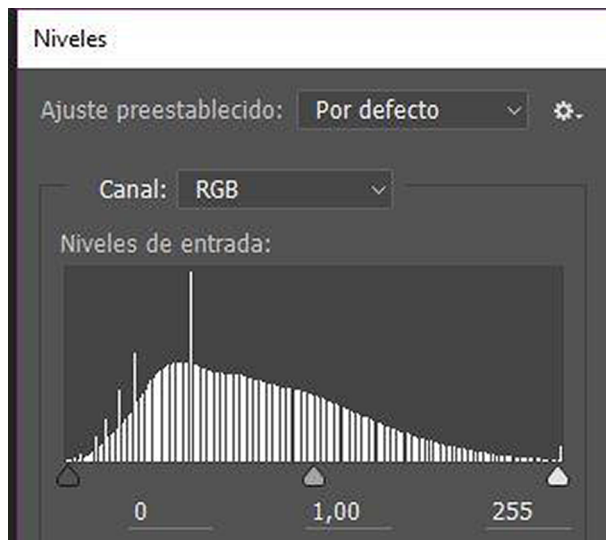 Niveles
Ajuste preestablecido: Por defecto
Canal: RGB
Niveles de entrada:
0 1,00 255